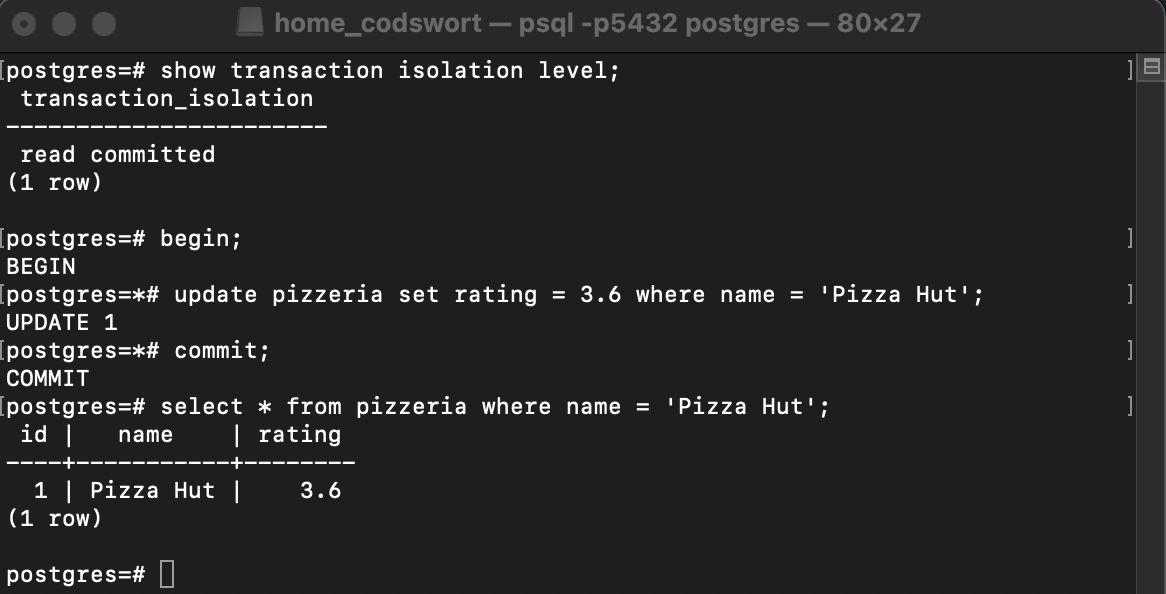 home_codswort — psql -p5432 postgres — 80×27
[postgres=# show transaction isolation level;                                    ]
 transaction_isolation
-----------------------
 read committed
(1 row)

[postgres=# begin;                                                               ]
BEGIN
[postgres=*# update pizzeria set rating = 3.6 where name = 'Pizza Hut';          ]
UPDATE 1
[postgres=*# commit;                                                             ]
COMMIT
[postgres=# select * from pizzeria where name = 'Pizza Hut';                     ]
 id |   name    | rating
----+-----------+--------
  1 | Pizza Hut |    3.6
(1 row)

postgres=#